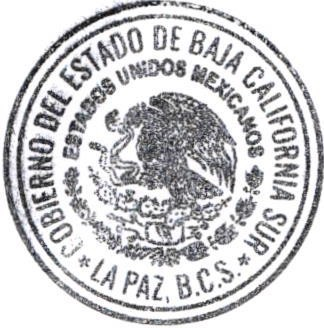 GOBIERNO DEL ESTADO DE BAJA CALIFORNIA SUR
ESTADOS UNIDOS MEXICANOS
* LA PAZ, B.C.S. *